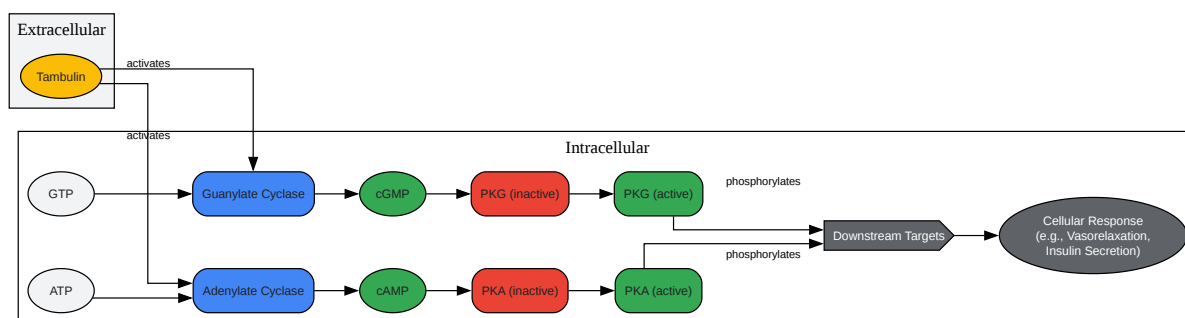 Extracellular
Tambulin
activates
activates
Intracellular
GTP
Guanylate Cyclase
cGMP
PKG (inactive)
PKG (active)
phosphorylates
Downstream Targets
Cellular Response
(e.g., Vasorelaxation,
Insulin Secretion)
phosphorylates
ATP
Adenylate Cyclase
cAMP
PKA (inactive)
PKA (active)